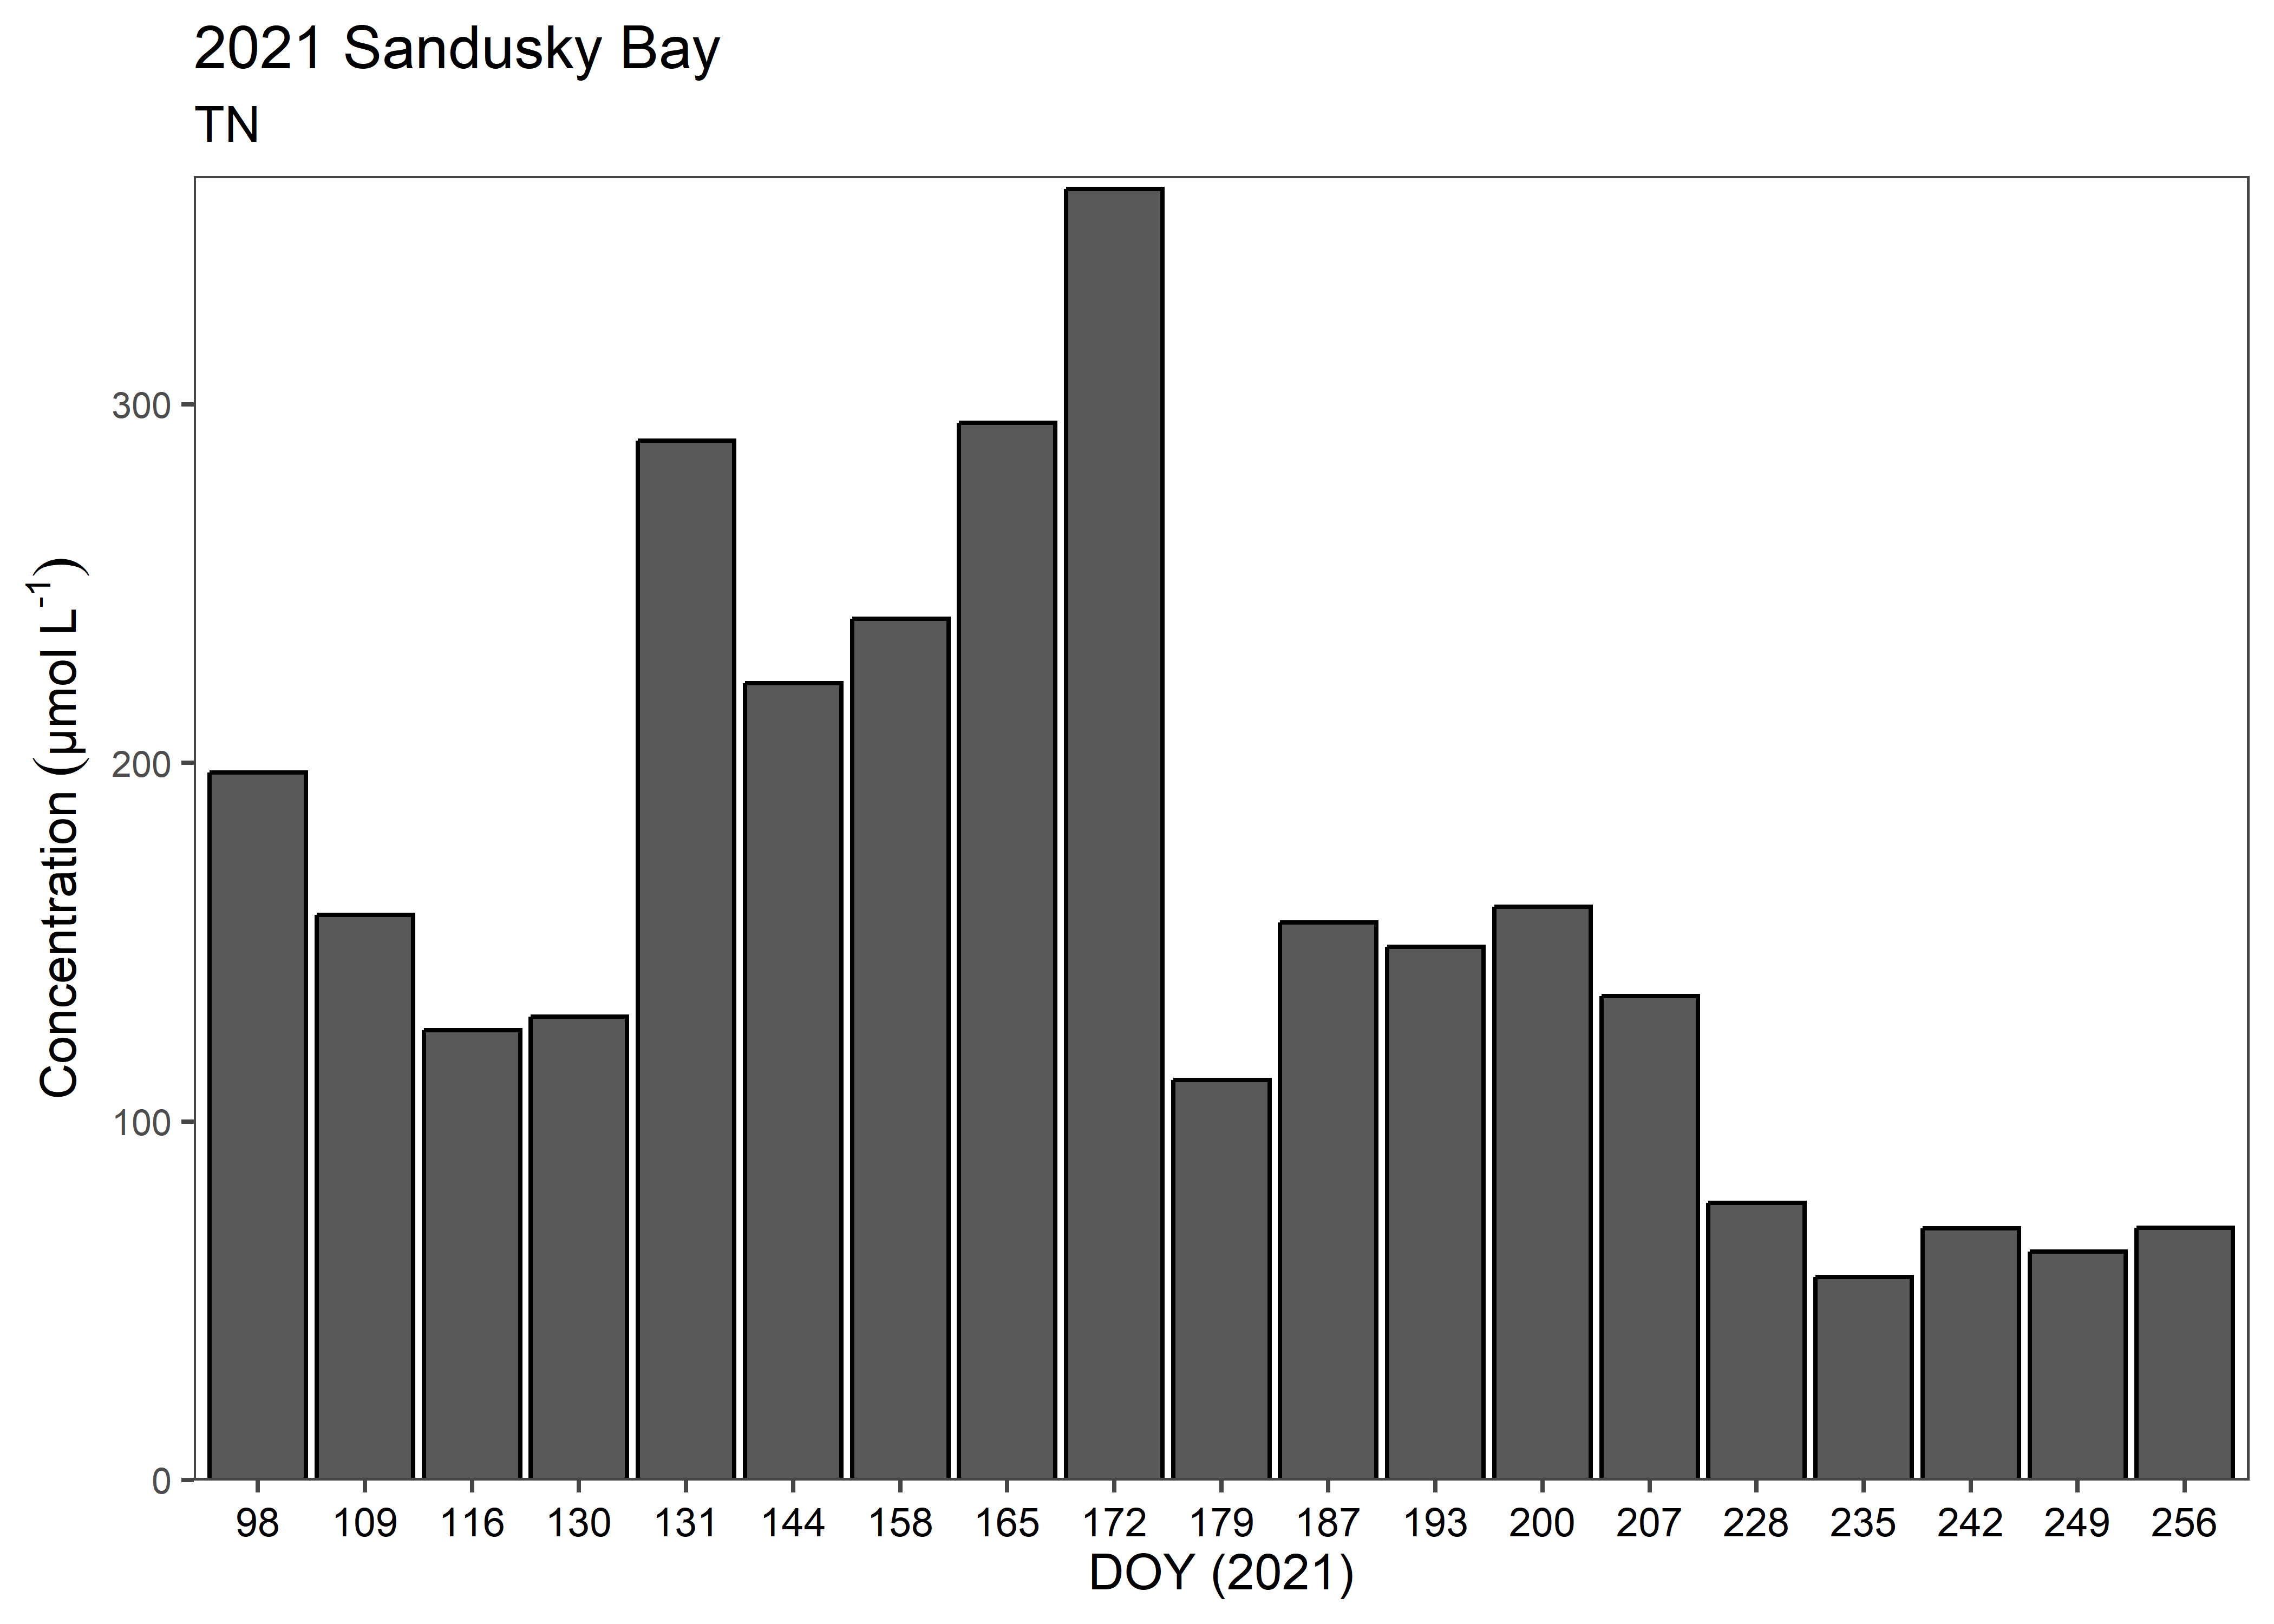 2021 Sandusky Bay
TN
Concentration (µmol L⁻¹)
300
200
100
0
98 109 116 130 131 144 158 165 172 179 187 193 200 207 228 235 242 249 256
DOY (2021)